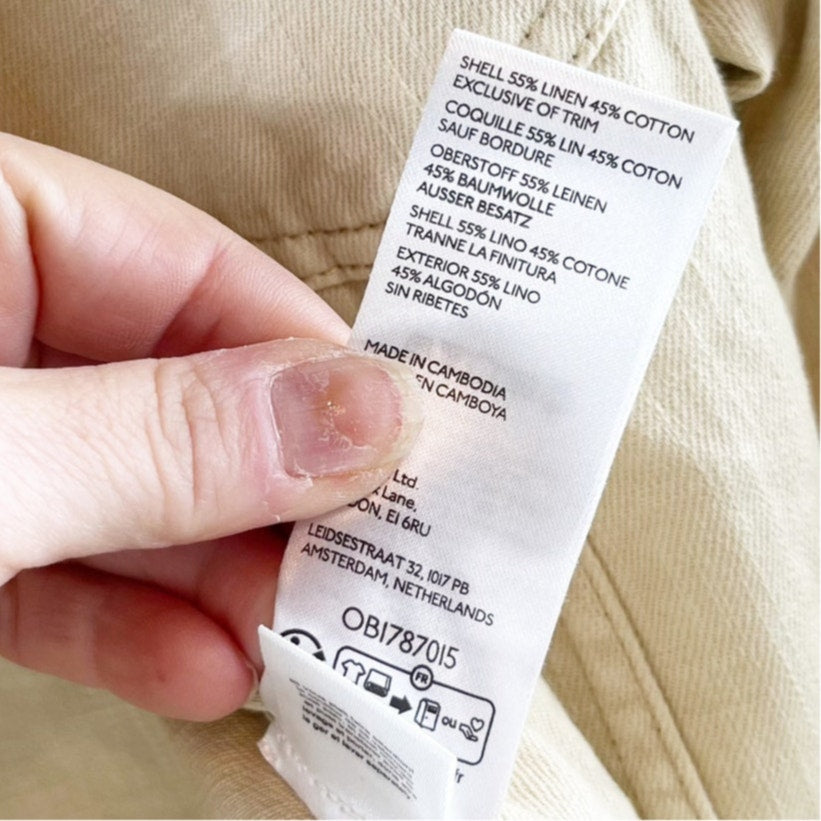 SHELL 55% LINEN 45% COTTON
EXCLUSIVE OF TRIM
COQUILLE 55% LIN 45% COTON
SAUF BORDURE
OBERSTOFF 55% LEINEN
45% BAUMWOLLE
AUSSER BESATZ
SHELL 55% LINO 45% COTONE
TRANNE LA FINITURA
EXTERIOR 55% LINO
45% ALGODÓN
SIN RIBETES
MADE IN CAMBODIA
EN CAMBOYA
Ltd.
Lane,
E1 6RU
LEIDSESTRAAT 32, 1017 PB
AMSTERDAM, NETHERLANDS
OB1787015
FR
ou